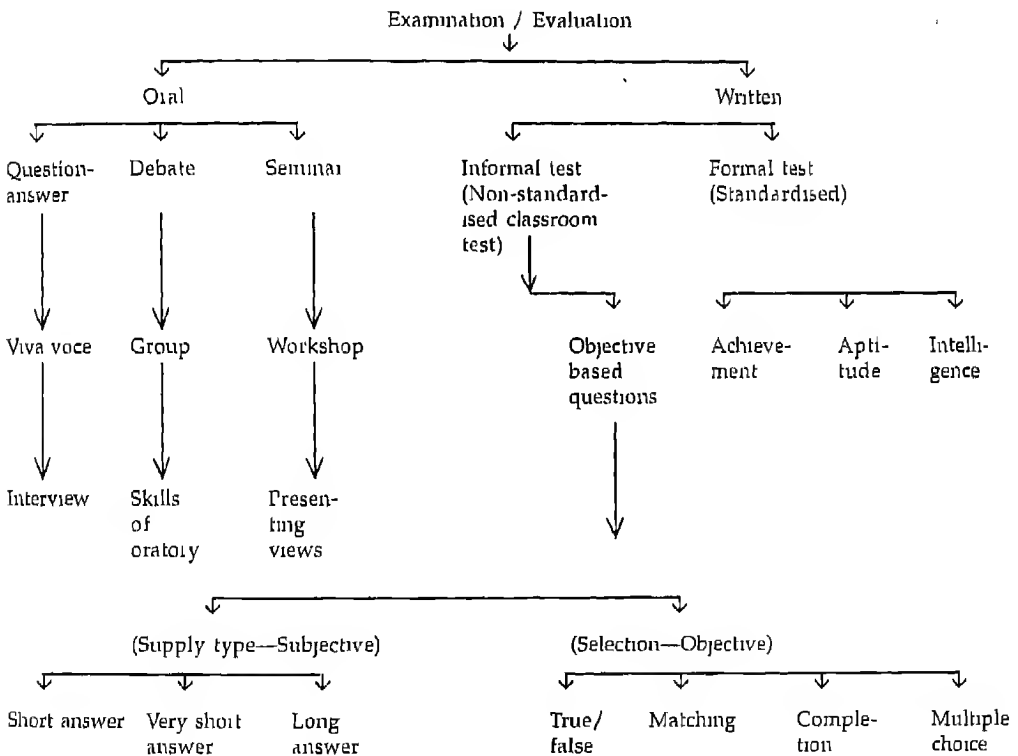 Examination / Evaluation
Oral
Written
Question-
answer
Debate
Seminar
Informal test
(Non-standard-
ised classroom
test)
Formal test
(Standardised)
Viva voce
Group
Workshop
Objective
based
questions
Achieve-
ment
Apti-
tude
Intelli-
gence
Interview
Skills
of
oratory
Presen-
ting
views
(Supply type—Subjective)
(Selection—Objective)
Short answer
Very short
answer
Long
answer
True/
false
Matching
Comple-
tion
Multiple
choice